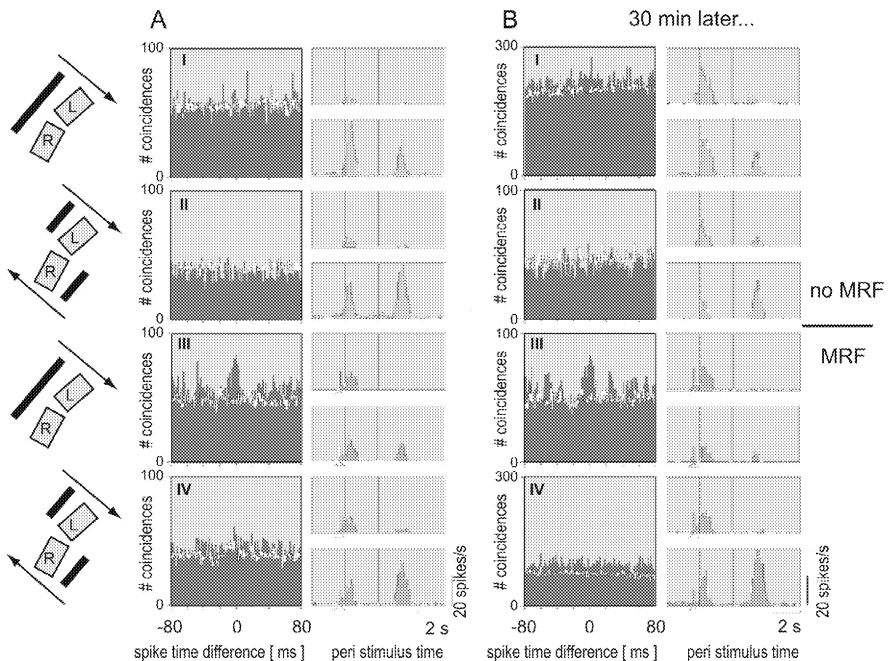 A
B
30 min later...
100
# coincidences
0
I
300
# coincidences
0
I
L
R
100
# coincidences
0
II
100
# coincidences
0
II
L
R
no MRF
MRF
100
# coincidences
0
III
100
# coincidences
0
III
L
R
100
# coincidences
0
IV
20 spikes/s
300
# coincidences
0
IV
20 spikes/s
L
R
-80 0 80
2 s
-80 0 80
2 s
spike time difference [ ms ]
peri stimulus time
spike time difference [ ms ]
peri stimulus time